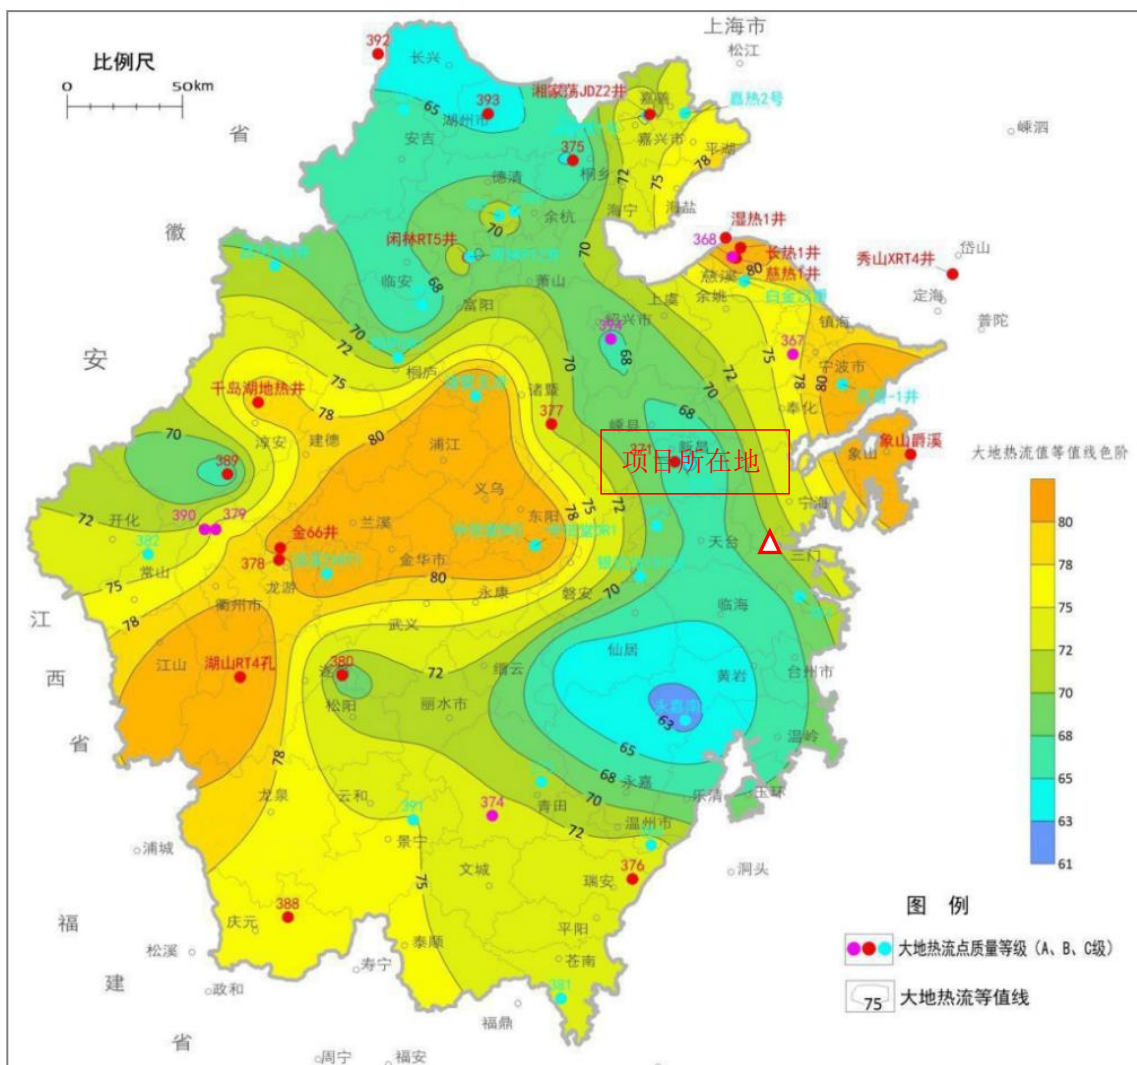 上海市
松江
392
比例尺
长兴
0
50km
393
湘家荡JDZ2井
嘉善
嘉热2号
65
湖州市
省
嘉兴市
嵊泗
安吉
375
平湖
桐乡
78
72
75
德清
海宁
海盐
徽
余杭
70
湿热1井
368
闲林RT5井
70
长热1井
岱山
秀山XRT4井
临安
萧山
慈溪
80
慈热1井
68
余姚
白金汉爵
定海
富阳
上虞
70
绍兴市
镇海
普陀
394
72
72
367
安
68
70
75
宁波市
桐庐
75
诸暨
78
80
千岛湖地热井
377
奉化
78
68
80
嵊县
70
淳安
建德
浦江
新昌
象山爵溪
371
项目所在地
象山
大地热流值等值线色阶
389
义乌
72
78
宁海
72
390
379
东阳
80
开化
兰溪
75
382
金66井
天台
三门
78
常山
金华市
75
378
80
75
龙游
永康
磐安
70
72
江
78
衢州市
临海
70
武义
江山
仙居
68
湖山RT4孔
380
72
缙云
黄岩
台州市
65
西
松阳
丽水市
63
63
省
65
温岭
61
78
68
永嘉
龙泉
云和
70
乐清
玉环
391
374
青田
72
温州市
浦城
景宁
洞头
文城
376
75
瑞安
图 例
福
388
庆元
平阳
松溪
泰顺
大地热流点质量等级（A、B、C级）
苍南
寿宁
建
政和
381
75
大地热流等值线
福鼎
省
周宁
福安